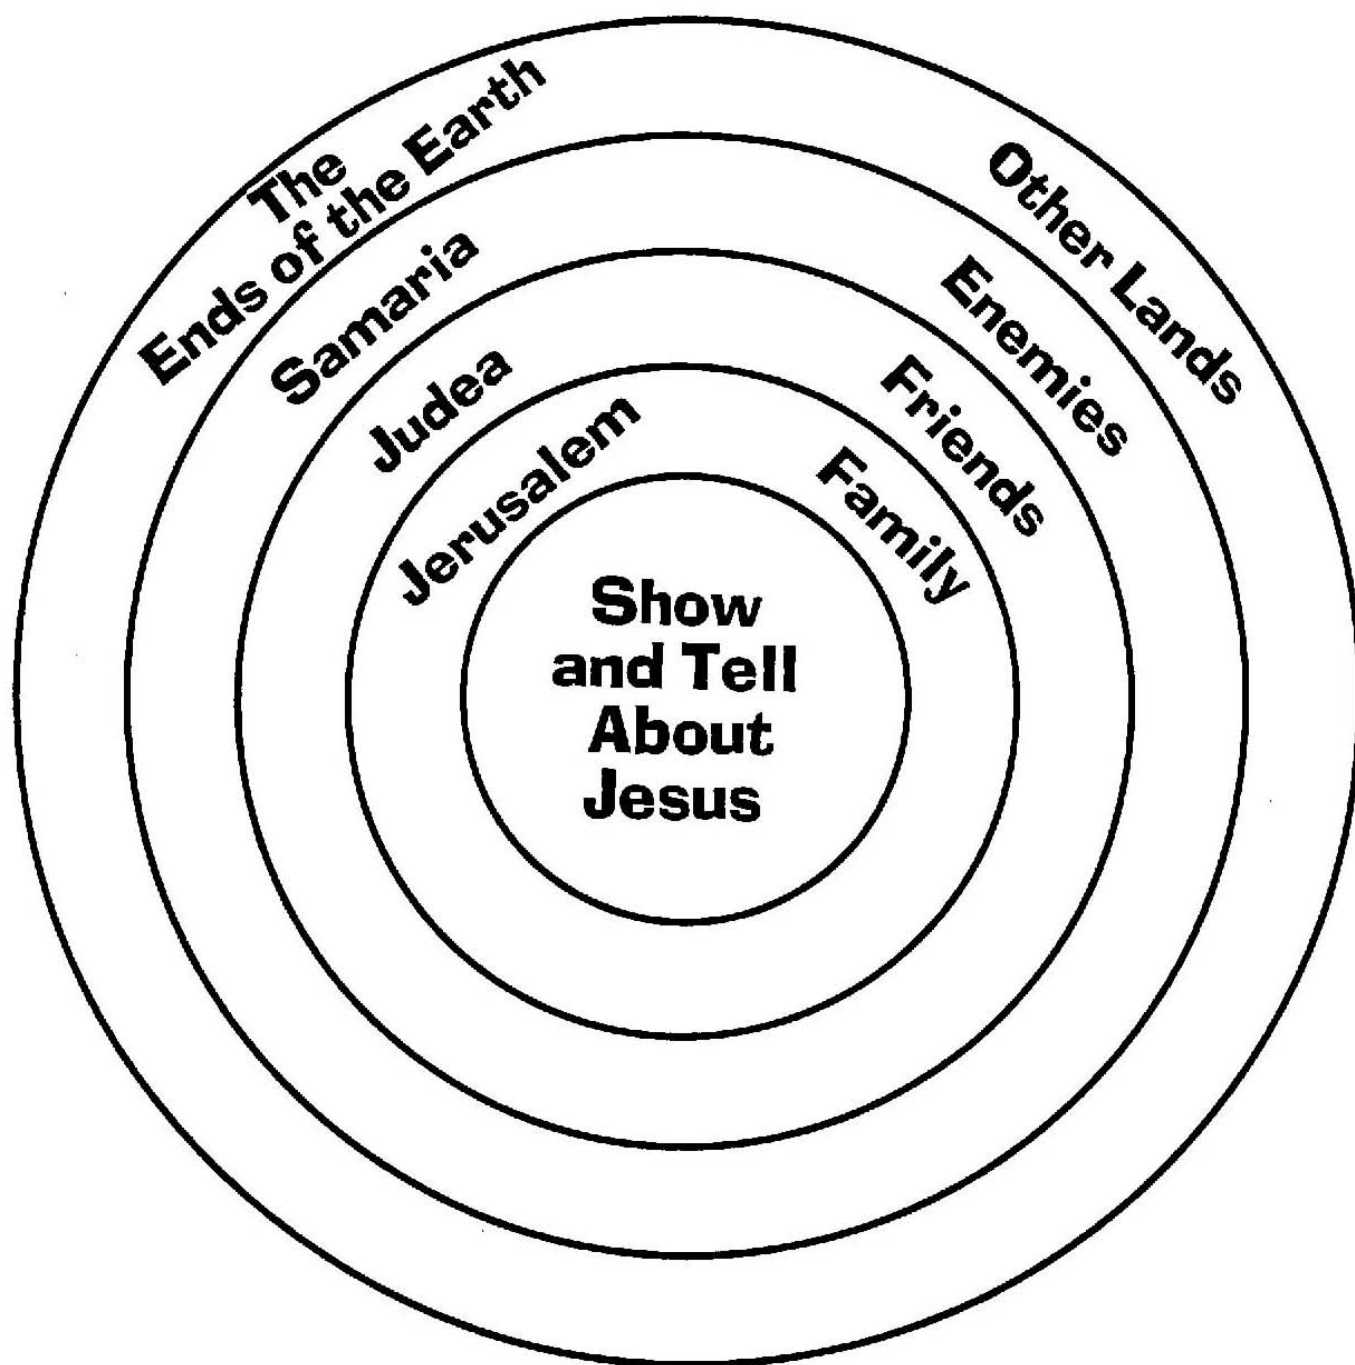 The
Ends of the Earth
Other Lands
Samaria
Enemies
Judea
Friends
Jerusalem
Family
Show
and Tell
About
Jesus